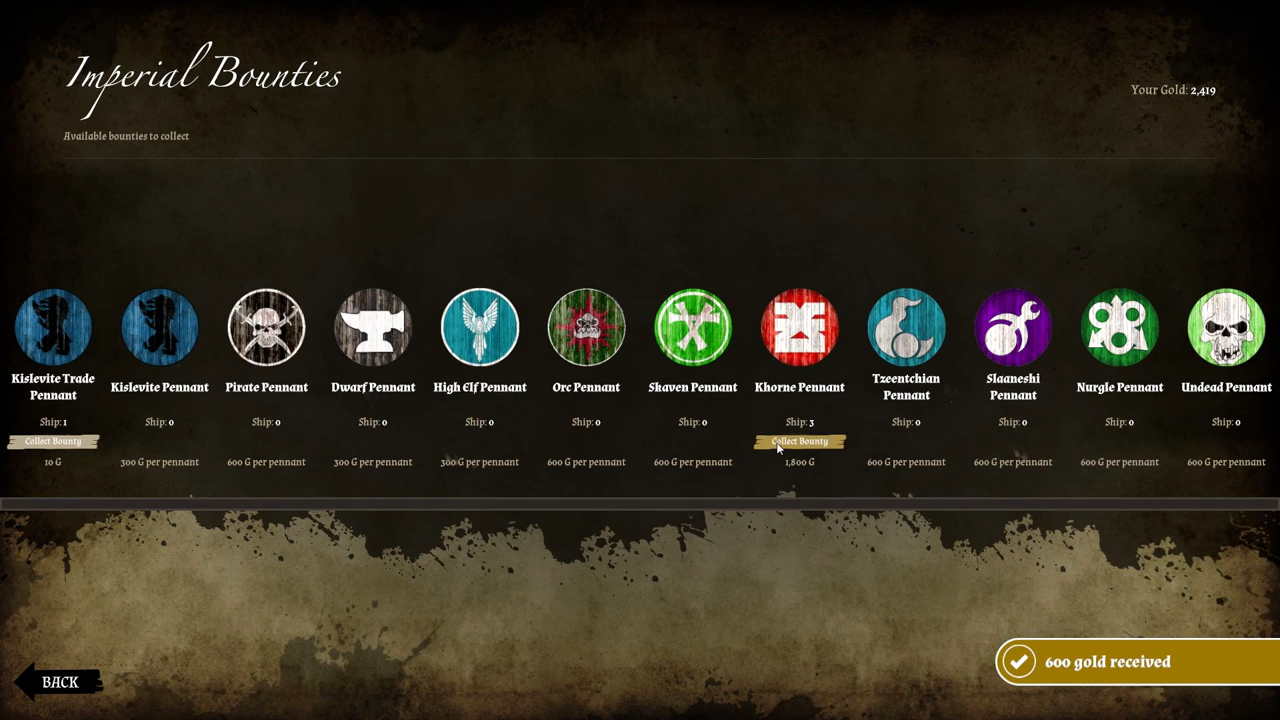 Imperial Bounties
Your Gold: 2,419
Available bounties to collect
Kislevite Trade Pennant
Ship: 1
Collect Bounty
10 G
Kislevite Pennant
Ship: 0
300 G per pennant
Pirate Pennant
Ship: 0
600 G per pennant
Dwarf Pennant
Ship: 0
300 G per pennant
High Elf Pennant
Ship: 0
300 G per pennant
Orc Pennant
Ship: 0
600 G per pennant
Skaven Pennant
Ship: 0
600 G per pennant
Khorne Pennant
Ship: 3
Collect Bounty
1,800 G
Tzeentchian Pennant
Ship: 0
600 G per pennant
Slaaneshi Pennant
Ship: 0
600 G per pennant
Nurgle Pennant
Ship: 0
600 G per pennant
Undead Pennant
Ship: 0
600 G per pennant
BACK
600 gold received